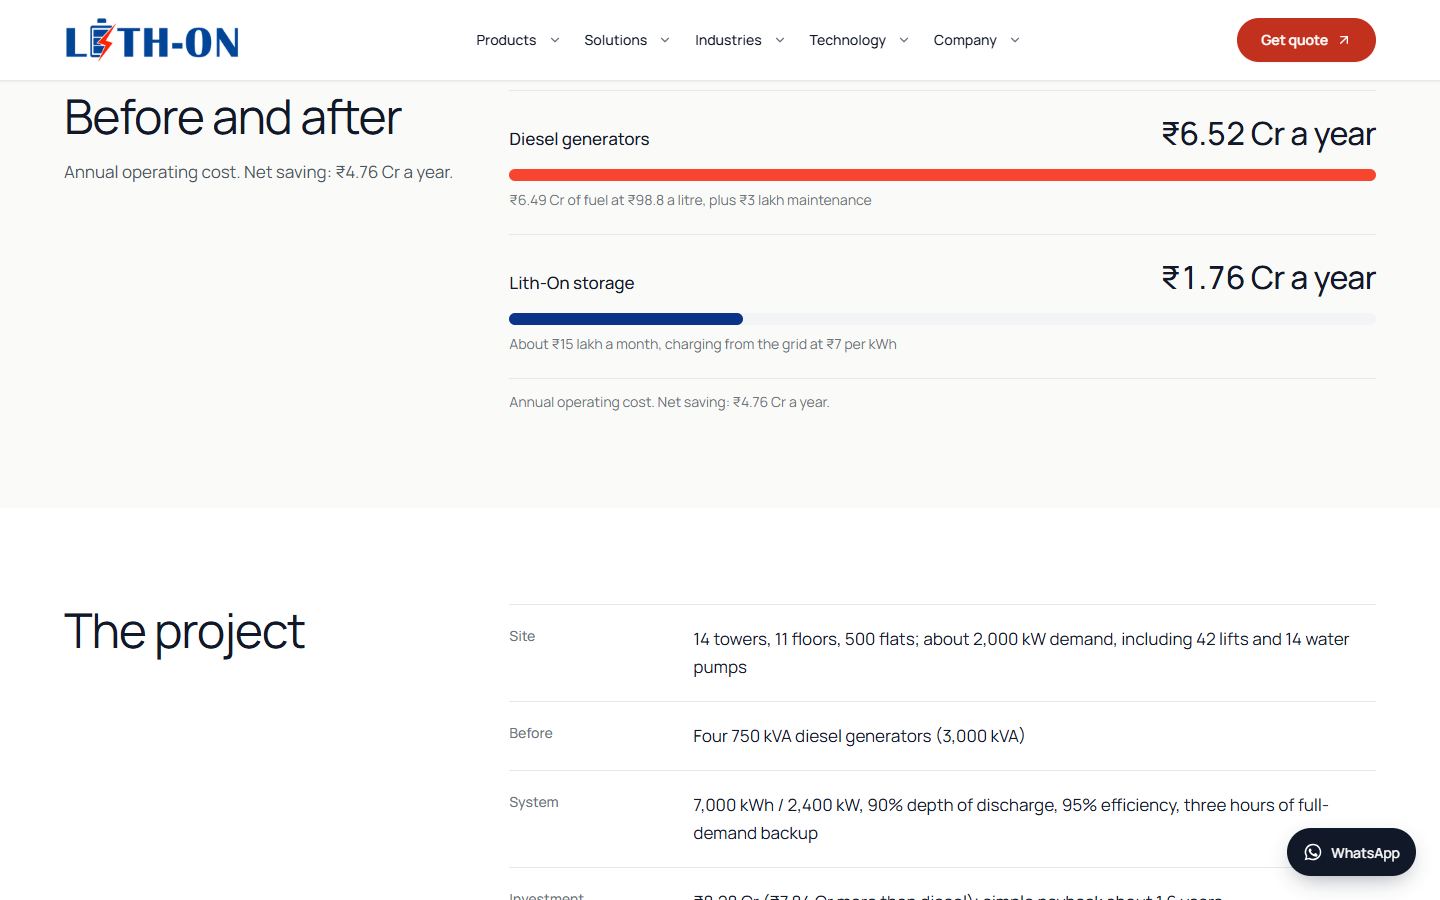 LITH-ON
Products
Solutions
Industries
Technology
Company
Get quote
Before and after
Annual operating cost. Net saving: ₹4.76 Cr a year.
Diesel generators
₹6.52 Cr a year
₹6.49 Cr of fuel at ₹98.8 a litre, plus ₹3 lakh maintenance
Lith-On storage
₹1.76 Cr a year
About ₹15 lakh a month, charging from the grid at ₹7 per kWh
Annual operating cost. Net saving: ₹4.76 Cr a year.
The project
Site
14 towers, 11 floors, 500 flats; about 2,000 kW demand, including 42 lifts and 14 water
pumps
Before
Four 750 kVA diesel generators (3,000 kVA)
System
7,000 kWh / 2,400 kW, 90% depth of discharge, 95% efficiency, three hours of full-
demand backup
WhatsApp
Investment